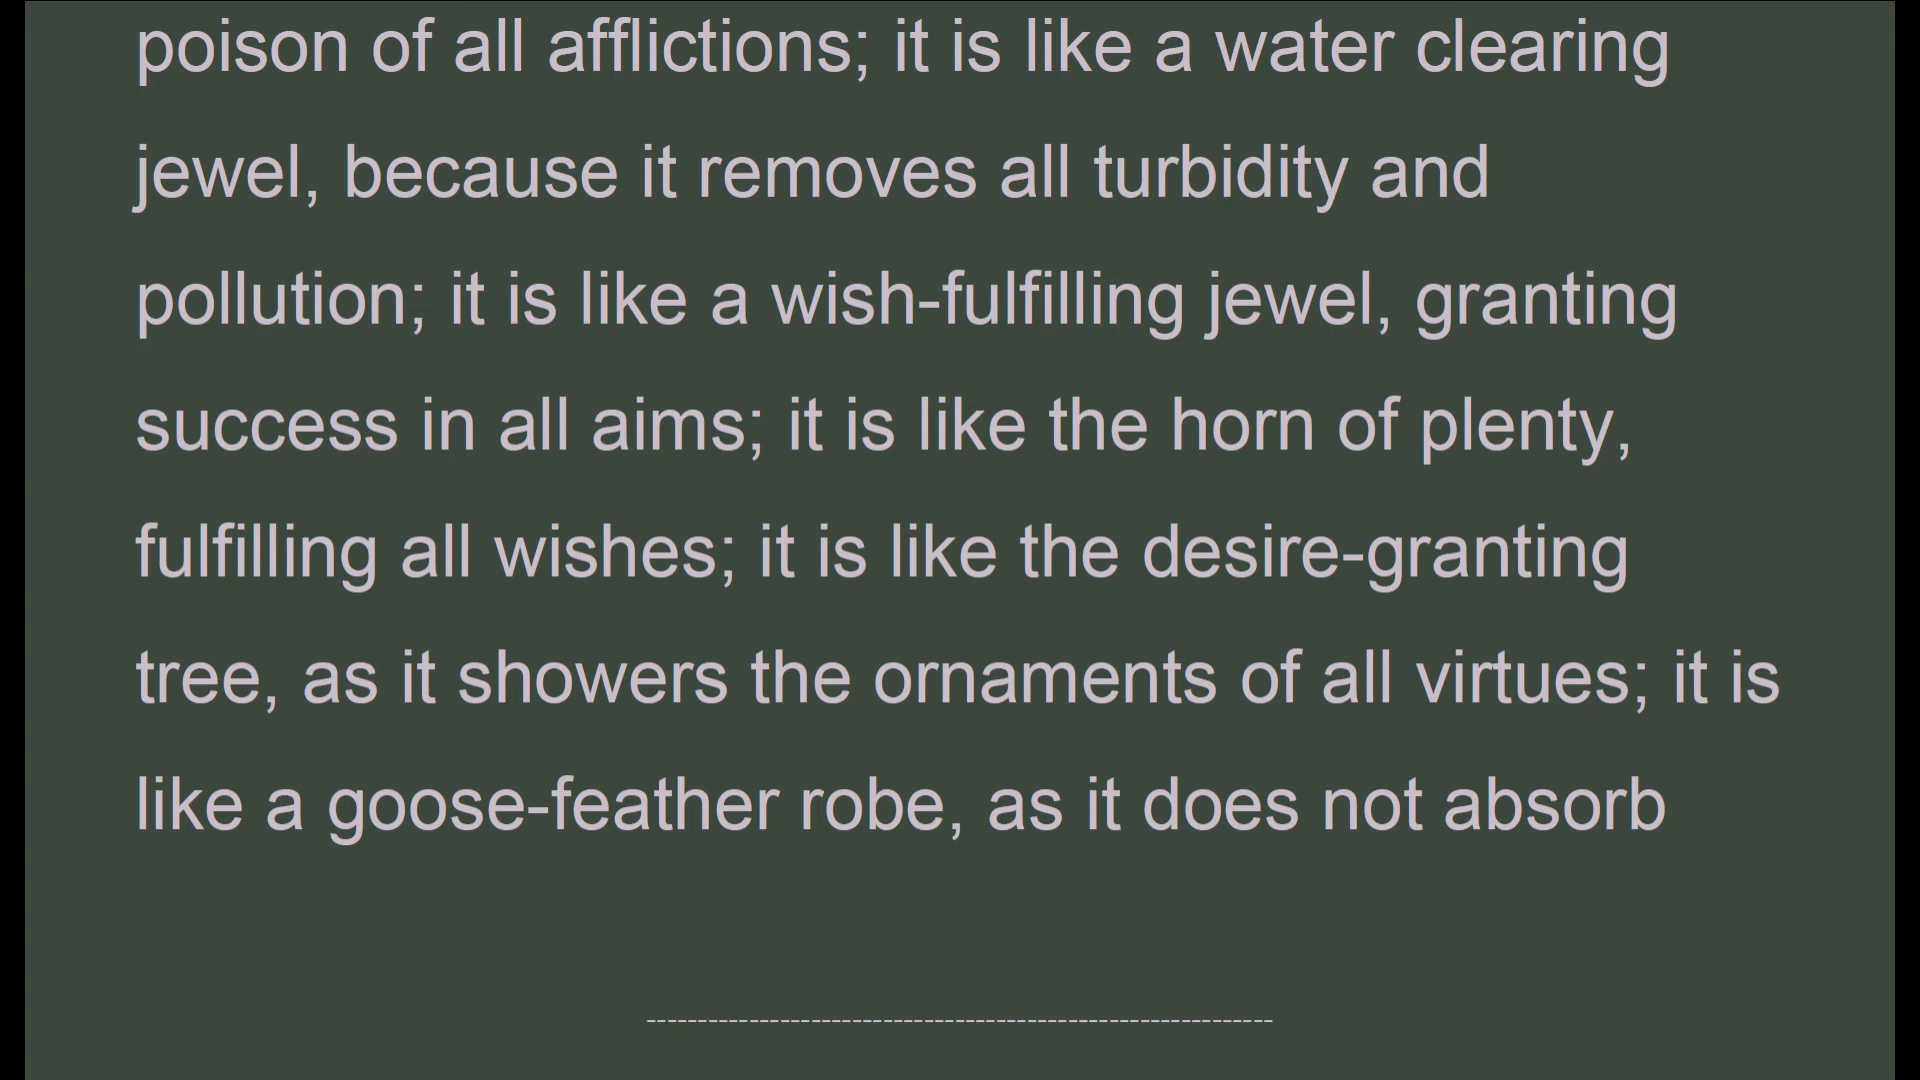 poison of all afflictions; it is like a water clearing
jewel, because it removes all turbidity and
pollution; it is like a wish-fulfilling jewel, granting
success in all aims; it is like the horn of plenty,
fulfilling all wishes; it is like the desire-granting
tree, as it showers the ornaments of all virtues; it is
like a goose-feather robe, as it does not absorb